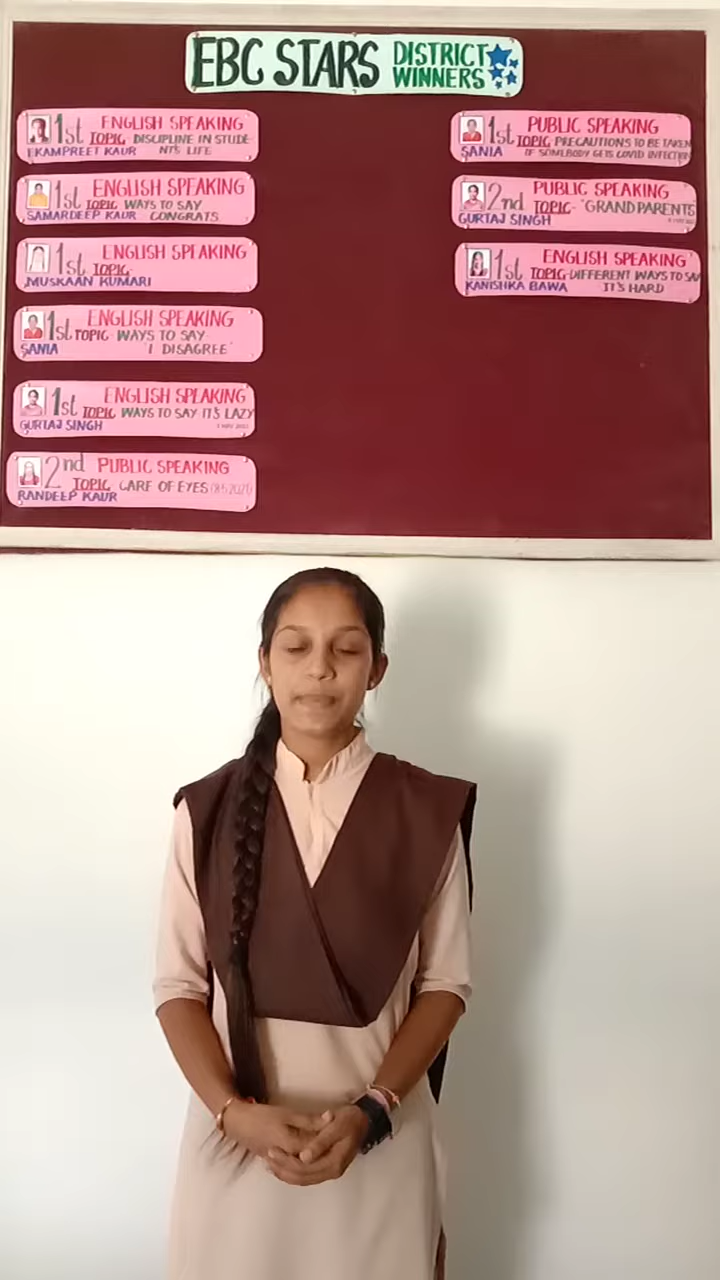 EBC STARS DISTRICT WINNERS
1st ENGLISH SPEAKING
TOPIC DISCIPLINE IN STUDE
NTS LIFE
EKAMPREET KAUR
1st ENGLISH SPEAKING
TOPIC WAYS TO SAY
SAMARDEEP KAUR CONGRATS
1st ENGLISH SPEAKING
TOPIC-
MUSKAAN KUMARI
1st ENGLISH SPEAKING
TOPIC WAYS TO SAY
SANIA 'I DISAGREE'
1st ENGLISH SPEAKING
TOPIC WAYS TO SAY IT'S LAZY
GURTAJ SINGH
2nd PUBLIC SPEAKING
TOPIC CARE OF EYES (8-5-2021)
RANDEEP KAUR
1st PUBLIC SPEAKING
TOPIC PRECAUTIONS TO BE TAKEN
SANIA IF SOMEBODY GETS COVID INFECTION
2nd PUBLIC SPEAKING
TOPIC- 'GRANDPARENTS'
GURTAJ SINGH
1st ENGLISH SPEAKING
TOPIC-DIFFERENT WAYS TO SAY
KANISHKA BAWA IT'S HARD